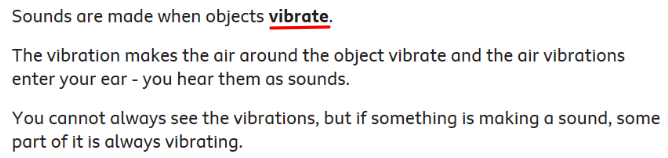 Sounds are made when objects vibrate.
The vibration makes the air around the object vibrate and the air vibrations
enter your ear - you hear them as sounds.
You cannot always see the vibrations, but if something is making a sound, some
part of it is always vibrating.